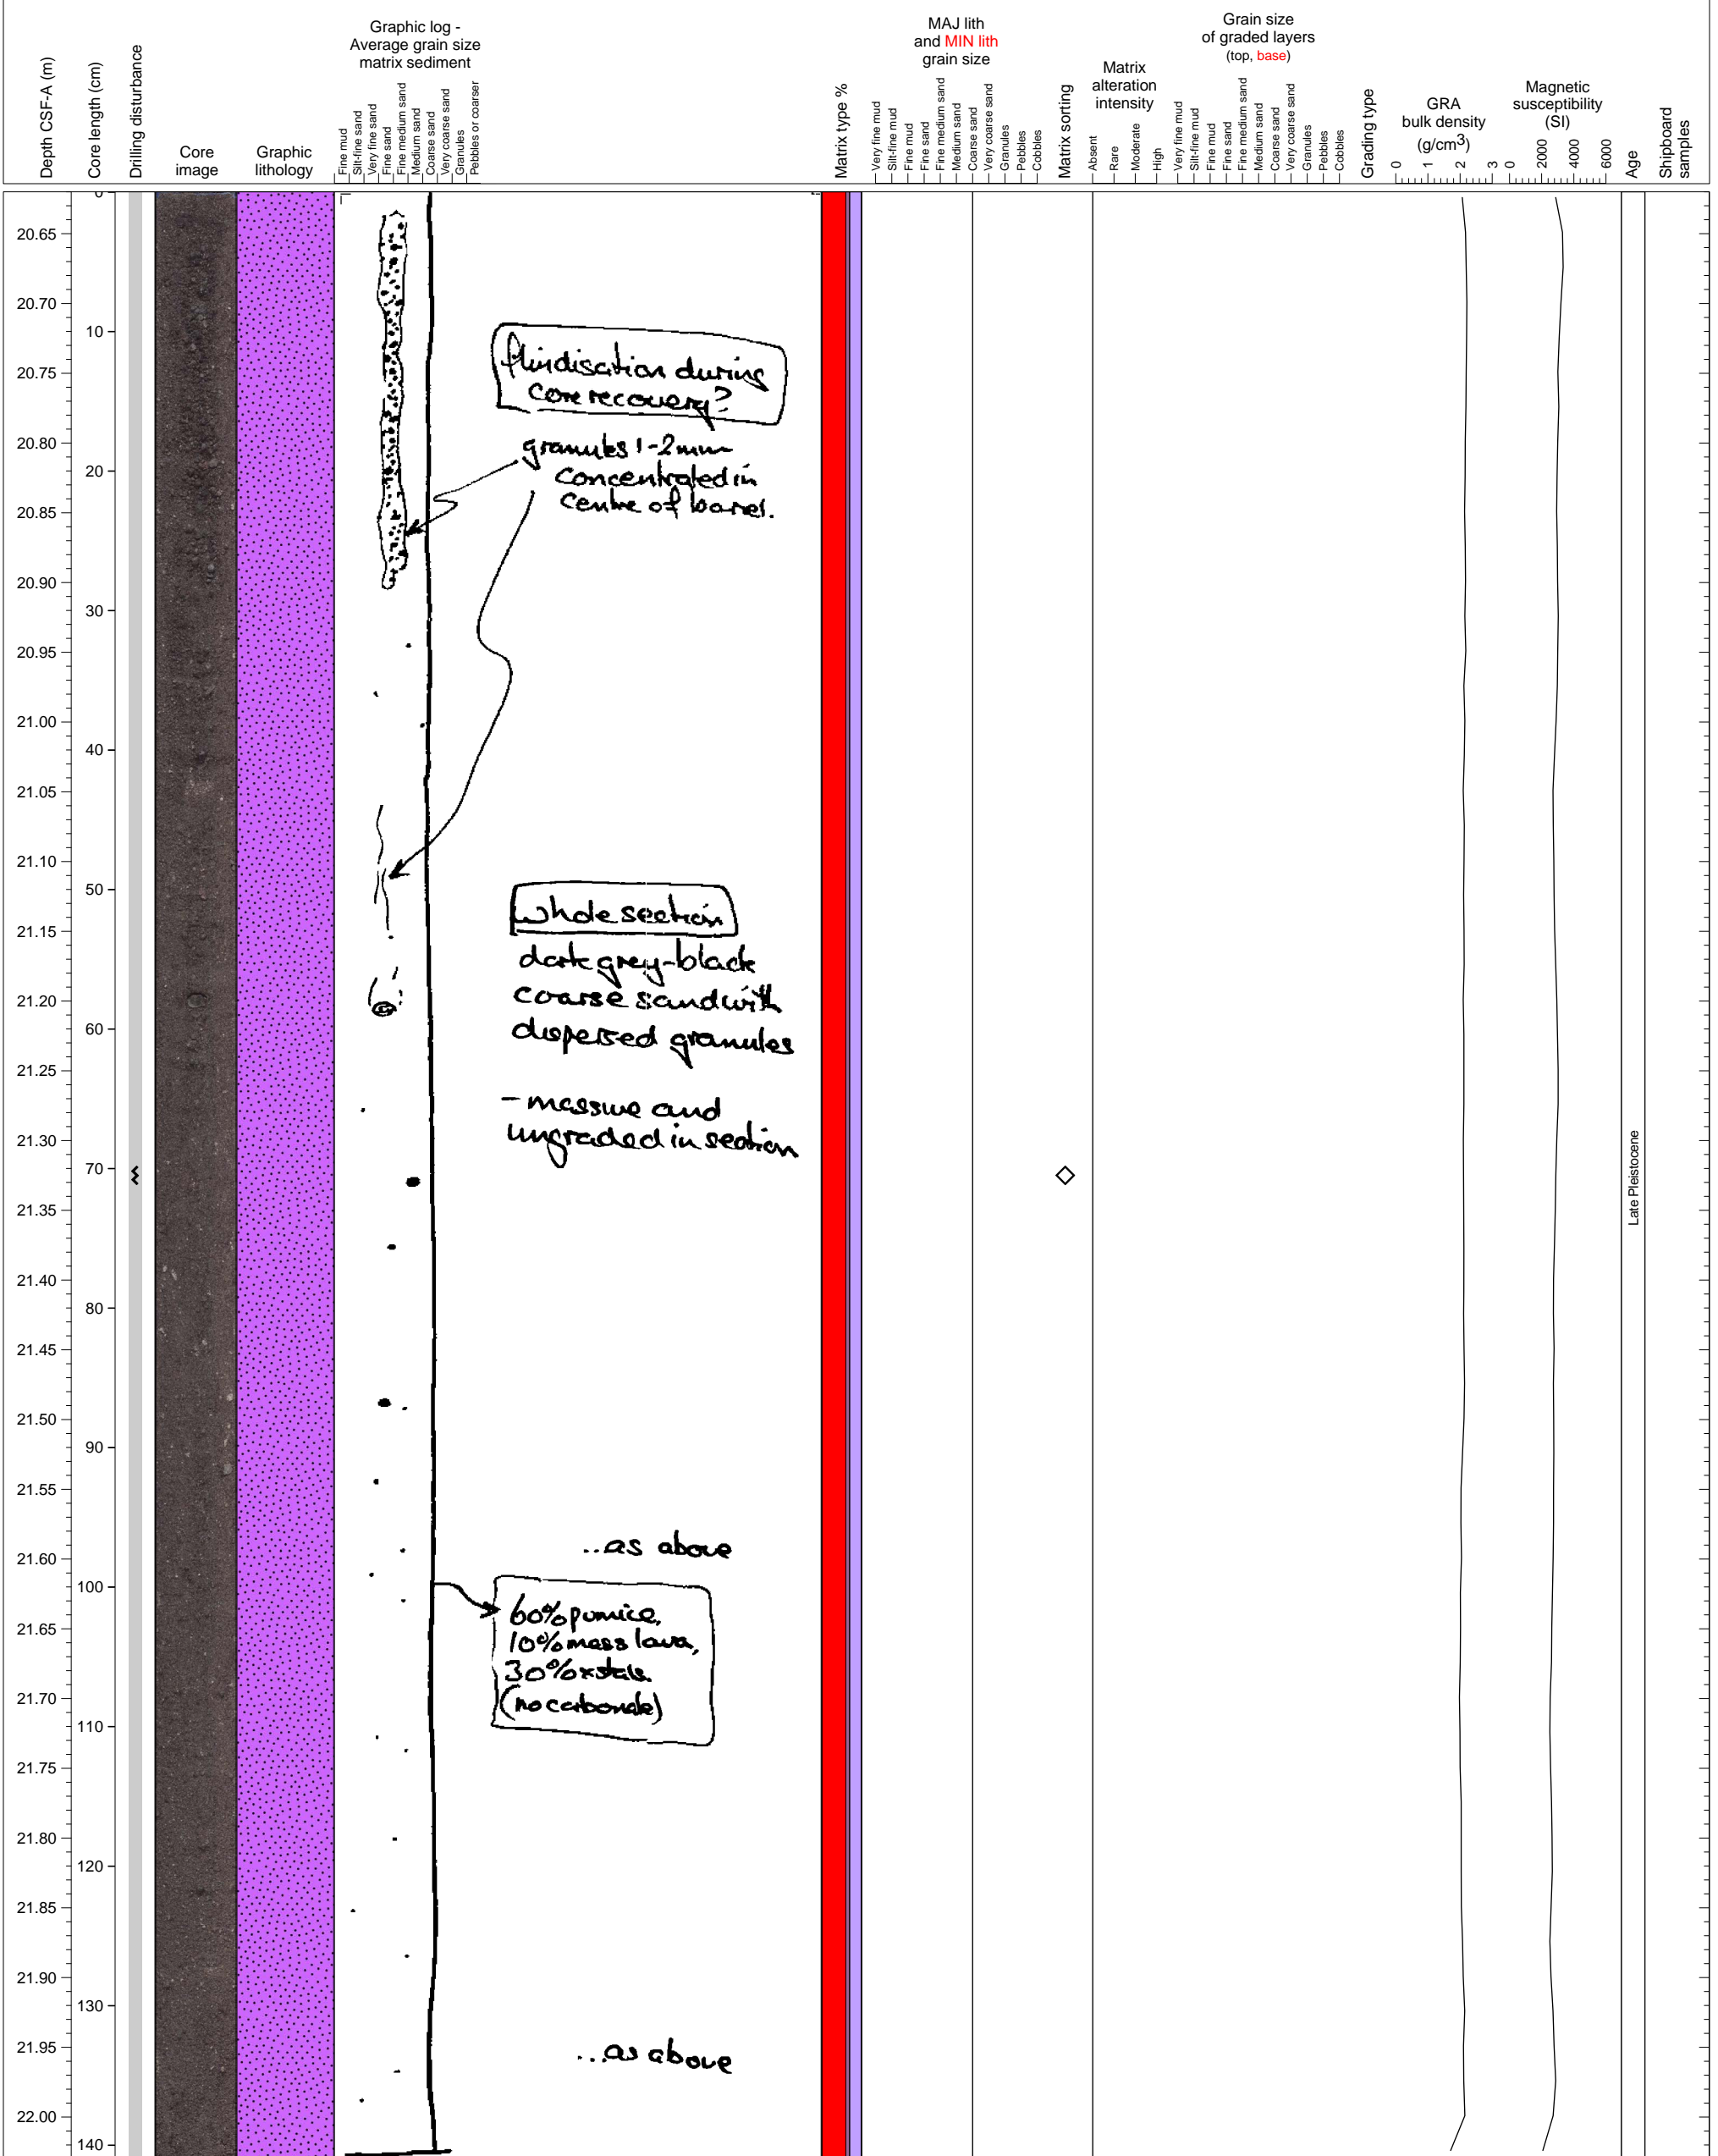 Depth CSF-A (m)
Core length (cm)
Drilling disturbance
Core
image
Graphic
lithology
Graphic log -
Average grain size
matrix sediment
Fine mud
Silt-fine sand
Very fine sand
Fine sand
Fine medium sand
Medium sand
Coarse sand
Very coarse sand
Granules
Pebbles or coarser
Matrix type %
MAJ lith
and MIN lith
grain size
Very fine mud
Silt-fine mud
Fine mud
Fine sand
Fine medium sand
Medium sand
Coarse sand
Very coarse sand
Granules
Pebbles
Cobbles
Matrix sorting
Matrix
alteration
intensity
Absent
Rare
Moderate
High
Grain size
of graded layers
(top, base)
Very fine mud
Silt-fine mud
Fine mud
Fine sand
Fine medium sand
Medium sand
Coarse sand
Very coarse sand
Granules
Pebbles
Cobbles
Grading type
GRA
bulk density
(g/cm3)
0 1 2 3
Magnetic
susceptibility
(SI)
0 2000 4000 6000
Age
Shipboard
samples
0
20.65
20.70
10
20.75
20.80
20
20.85
20.90
30
20.95
21.00
40
21.05
21.10
50
21.15
21.20
60
21.25
21.30
70
21.35
21.40
80
21.45
21.50
90
21.55
21.60
100
21.65
21.70
110
21.75
21.80
120
21.85
21.90
130
21.95
22.00
140
fluidisation during
core recovery?
granules 1-2mm
concentrated in
centre of barrel.
whole section
dark grey-black
coarse sand with
dispersed granules
- massive and
ungraded in section
...as above
60% pumice,
10% mass lava,
30% xstals
(no carbonate)
...as above
Late Pleistocene